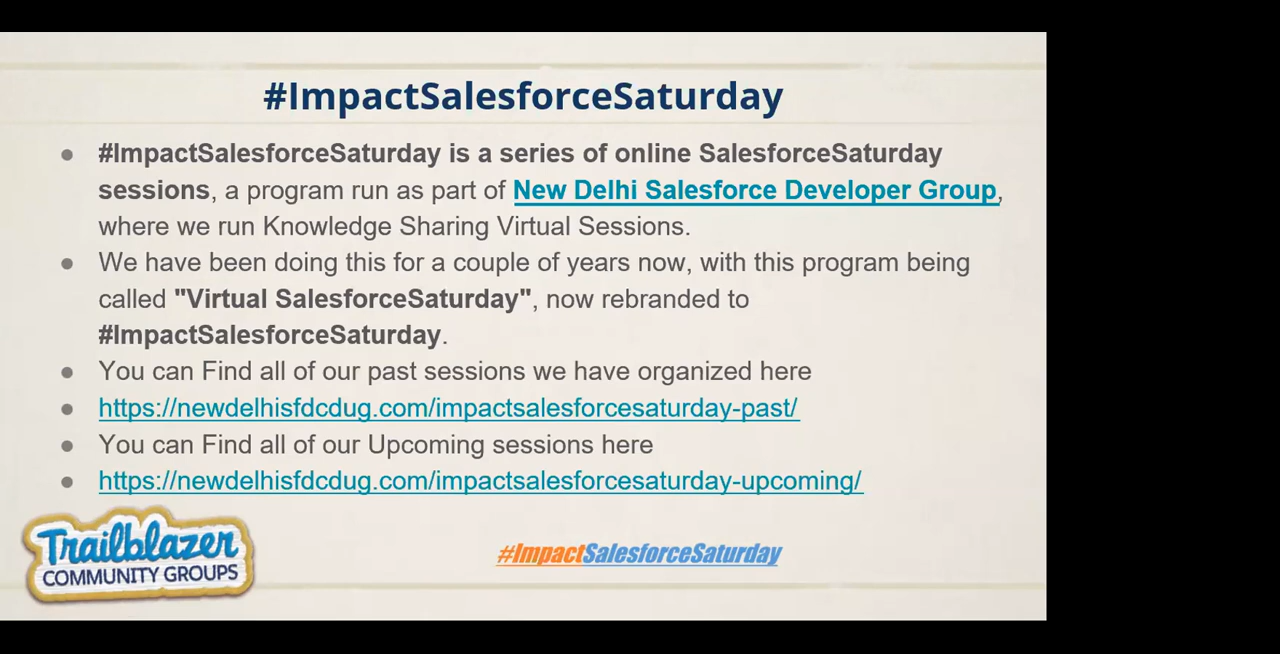 #ImpactSalesforceSaturday
● #ImpactSalesforceSaturday is a series of online SalesforceSaturday
sessions, a program run as part of New Delhi Salesforce Developer Group,
where we run Knowledge Sharing Virtual Sessions.
● We have been doing this for a couple of years now, with this program being
called "Virtual SalesforceSaturday", now rebranded to
#ImpactSalesforceSaturday.
● You can Find all of our past sessions we have organized here
● https://newdelhisfdcdug.com/impactsalesforcesaturday-past/
● You can Find all of our Upcoming sessions here
● https://newdelhisfdcdug.com/impactsalesforcesaturday-upcoming/
Trailblazer
COMMUNITY GROUPS
#ImpactSalesforceSaturday